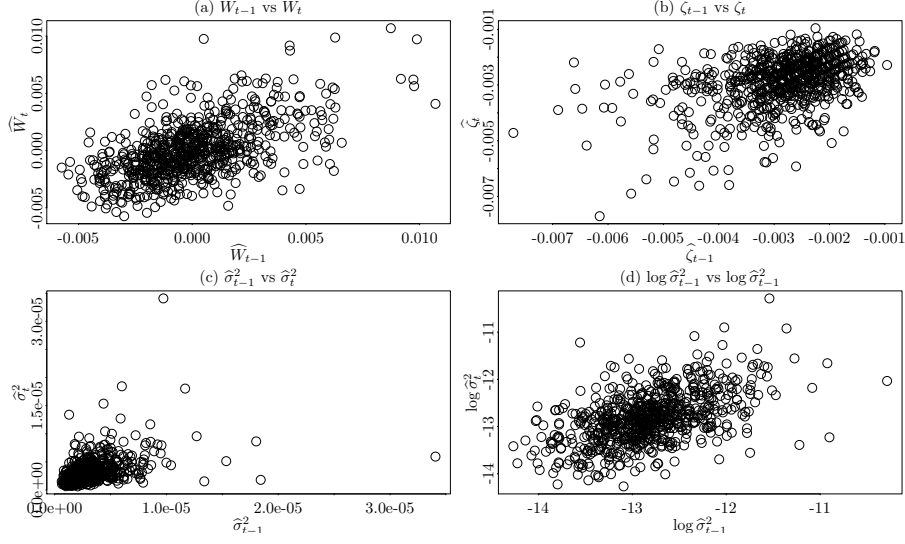 (a) W_{t−1} vs W_t
0.010
0.005
0.000
-0.005
Ŵ_t
-0.005 0.000 0.005 0.010
Ŵ_{t−1}
(b) ζ_{t−1} vs ζ_t
-0.001
-0.003
-0.005
-0.007
ζ̂_t
-0.007 -0.006 -0.005 -0.004 -0.003 -0.002 -0.001
ζ̂_{t−1}
(c) σ̂²_{t−1} vs σ̂²_t
3.0e-05
1.5e-05
0.0e+00
σ̂²_t
0.0e+00 1.0e-05 3.0e-05
σ̂²_{t−1}
(d) log σ̂²_{t−1} vs log σ̂²_{t−1}
-11
-12
-13
-14
log σ̂²_t
-14 -13 -12 -11
log σ̂²_{t−1}